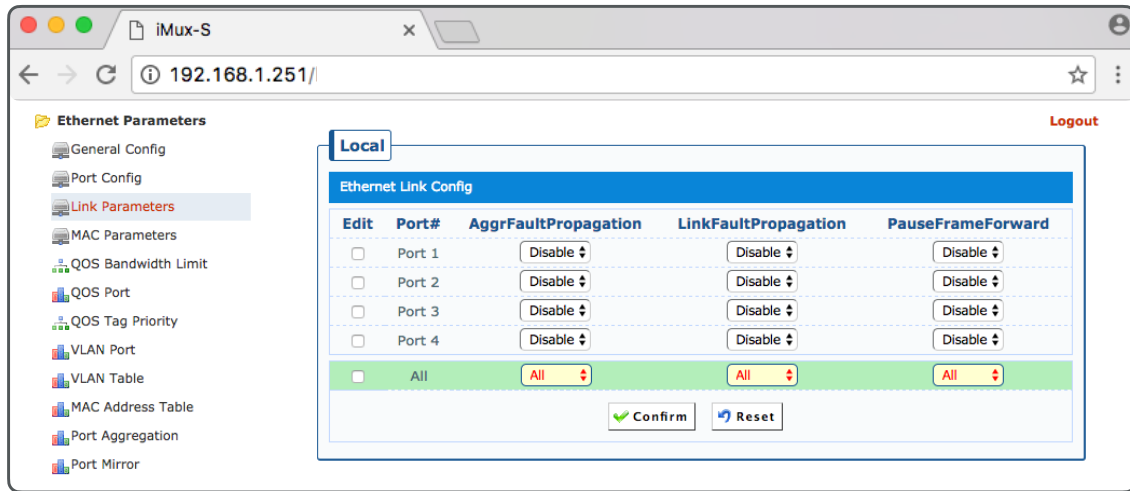 iMux-S
192.168.1.251/
Ethernet Parameters
General Config
Port Config
Link Parameters
MAC Parameters
QOS Bandwidth Limit
QOS Port
QOS Tag Priority
VLAN Port
VLAN Table
MAC Address Table
Port Aggregation
Port Mirror
Logout
Local
Ethernet Link Config
Edit Port# AggrFaultPropagation LinkFaultPropagation PauseFrameForward
Port 1 Disable Disable Disable
Port 2 Disable Disable Disable
Port 3 Disable Disable Disable
Port 4 Disable Disable Disable
All All All All
Confirm Reset